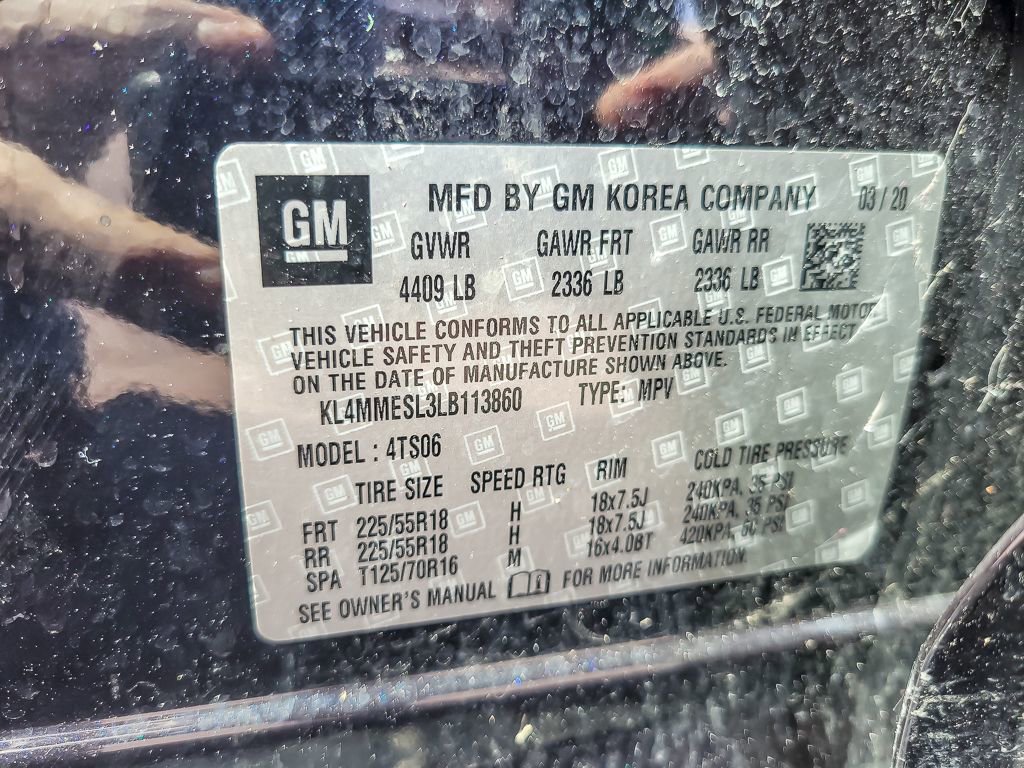 GM
MFD BY GM KOREA COMPANY 03/20
GVWR GAWR FRT GAWR RR
4409 LB 2336 LB 2336 LB
THIS VEHICLE CONFORMS TO ALL APPLICABLE U.S. FEDERAL MOTOR
VEHICLE SAFETY AND THEFT PREVENTION STANDARDS IN EFFECT
ON THE DATE OF MANUFACTURE SHOWN ABOVE.
KL4MMESL3LB113860 TYPE: MPV
MODEL : 4TS06
TIRE SIZE SPEED RTG RIM COLD TIRE PRESSURE
FRT 225/55R18 H 18x7.5J 240KPA, 35 PSI
RR 225/55R18 H 18x7.5J 240KPA, 35 PSI
SPA T125/70R16 M 16x4.0BT 420KPA, 60 PSI
SEE OWNER'S MANUAL FOR MORE INFORMATION.